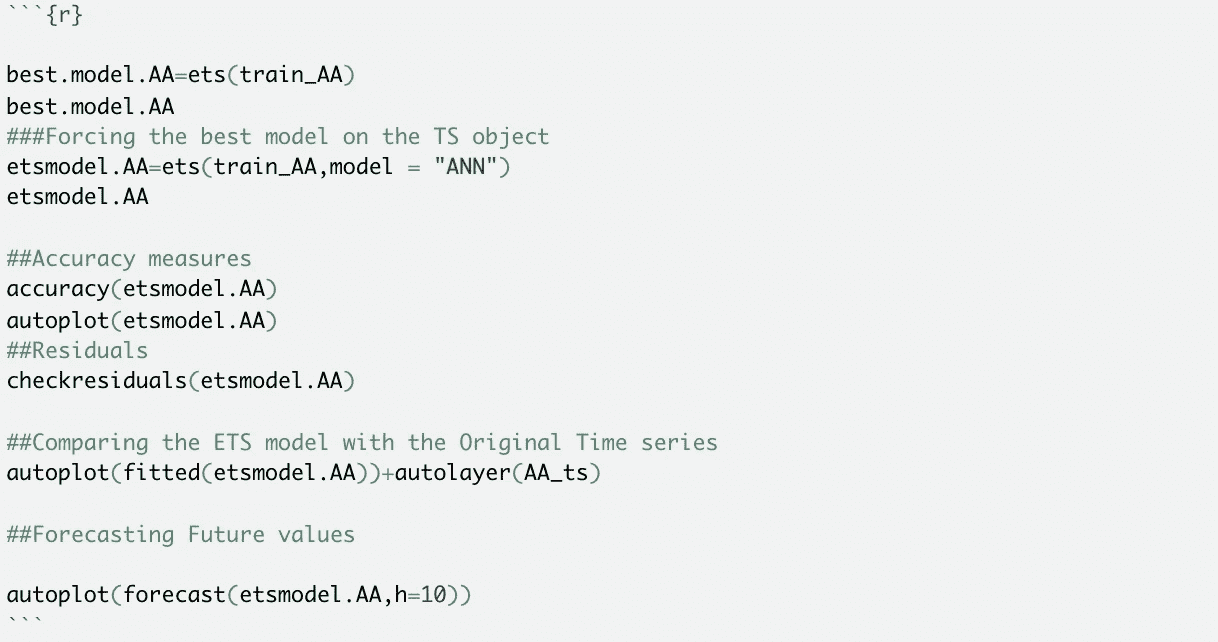 ```{r}
best.model.AA=ets(train_AA)
best.model.AA
###Forcing the best model on the TS object
etsmodel.AA=ets(train_AA,model = "ANN")
etsmodel.AA
##Accuracy measures
accuracy(etsmodel.AA)
autoplot(etsmodel.AA)
##Residuals
checkresiduals(etsmodel.AA)
##Comparing the ETS model with the Original Time series
autoplot(fitted(etsmodel.AA))+autolayer(AA_ts)
##Forecasting Future values
autoplot(forecast(etsmodel.AA,h=10))
```